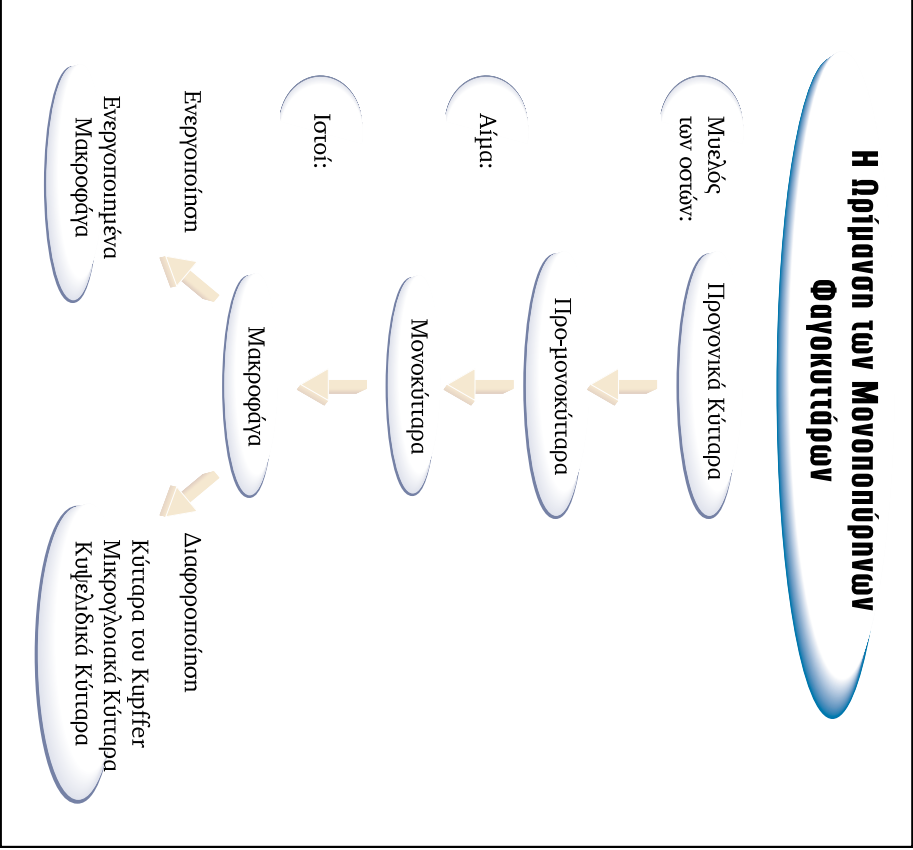 Η Ωρίμανση των Μονοποπύρηνων
Φαγοκυττάρων
Μυελός
των οστών:
Προγονικά Κύτταρα
Προ-μονοκύτταρα
Αίμα:
Μονοκύτταρα
Ιστοί:
Μακροφάγα
Ενεργοποίηση
Διαφοροποίηση
Ενεργοποιημένα
Μακροφάγα
Κύτταρα του Kupffer
Μικρογλοιακά Κύτταρα
Κυψελιδικά Κύτταρα